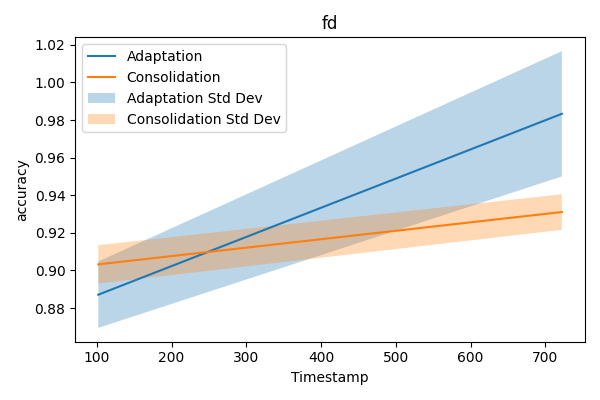 fd
Adaptation
Consolidation
Adaptation Std Dev
Consolidation Std Dev
accuracy
1.02
1.00
0.98
0.96
0.94
0.92
0.90
0.88
100 200 300 400 500 600 700
Timestamp